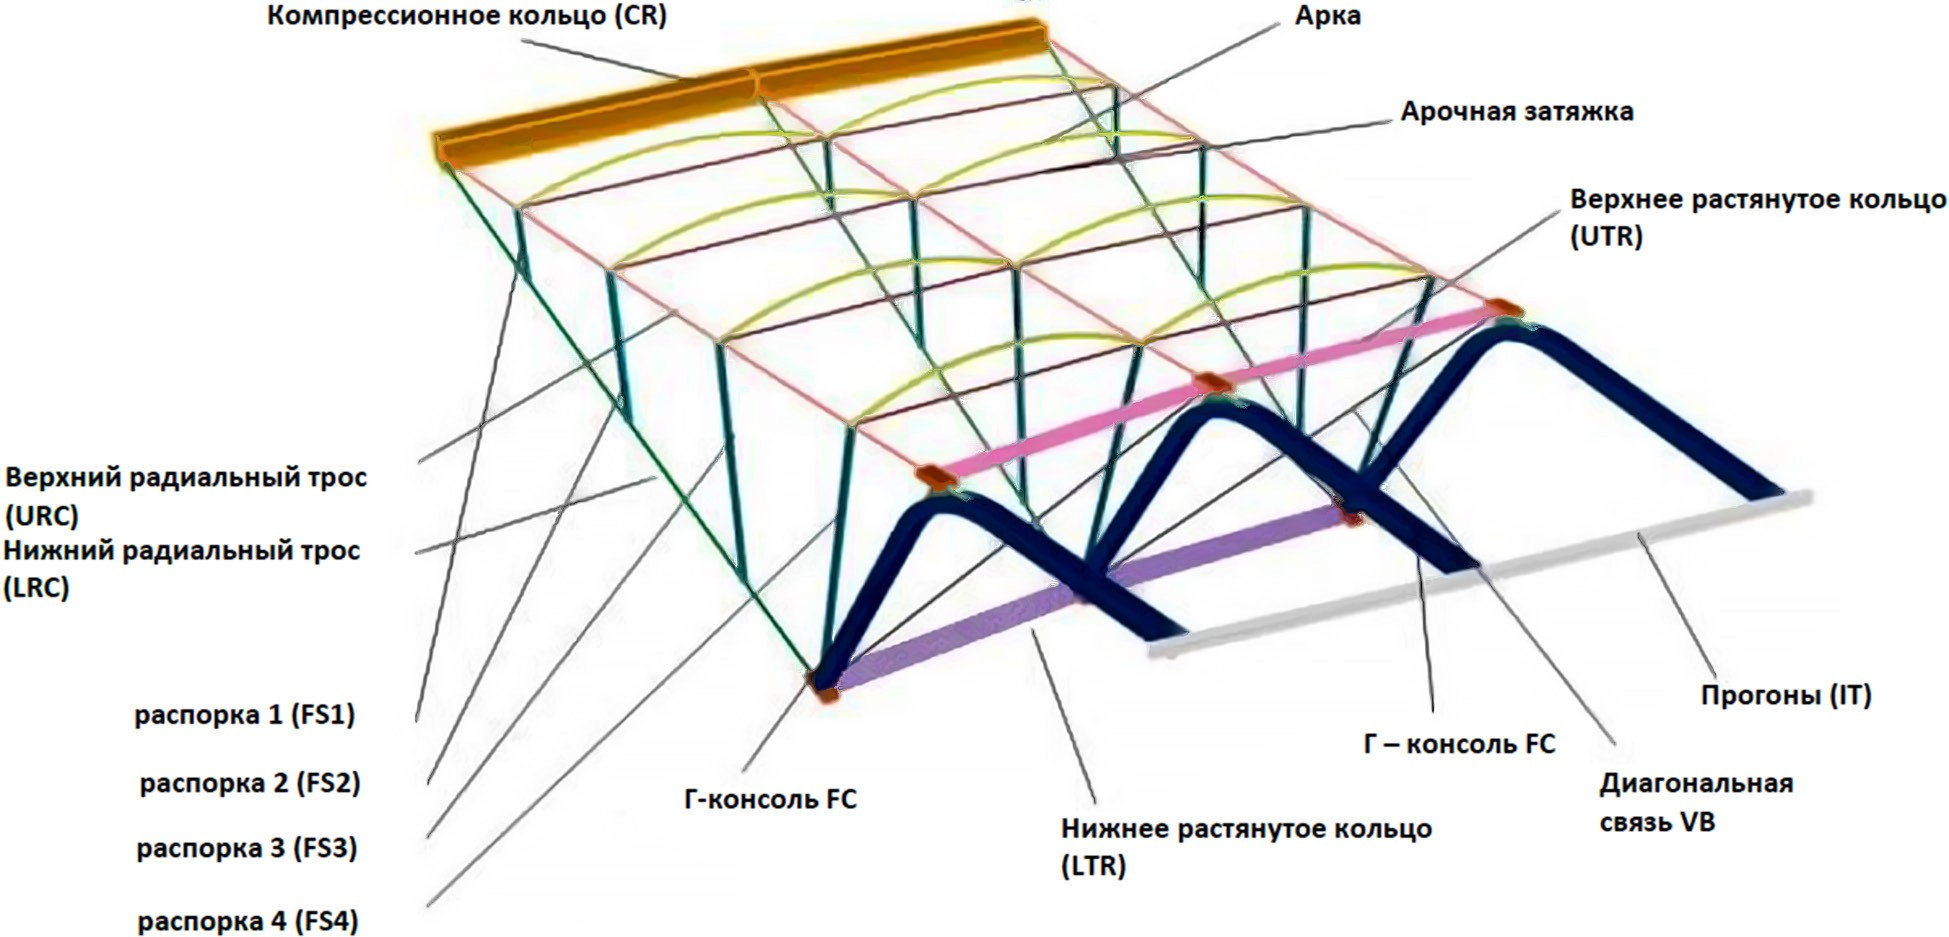 Компрессионное кольцо (CR)
Арка
Арочная затяжка
Верхнее растянутое кольцо
(UTR)
Верхний радиальный трос
(URC)
Нижний радиальный трос
(LRC)
распорка 1 (FS1)
распорка 2 (FS2)
распорка 3 (FS3)
распорка 4 (FS4)
Г-консоль FC
Нижнее растянутое кольцо
(LTR)
Г – консоль FC
Диагональная
связь VB
Прогоны (IT)